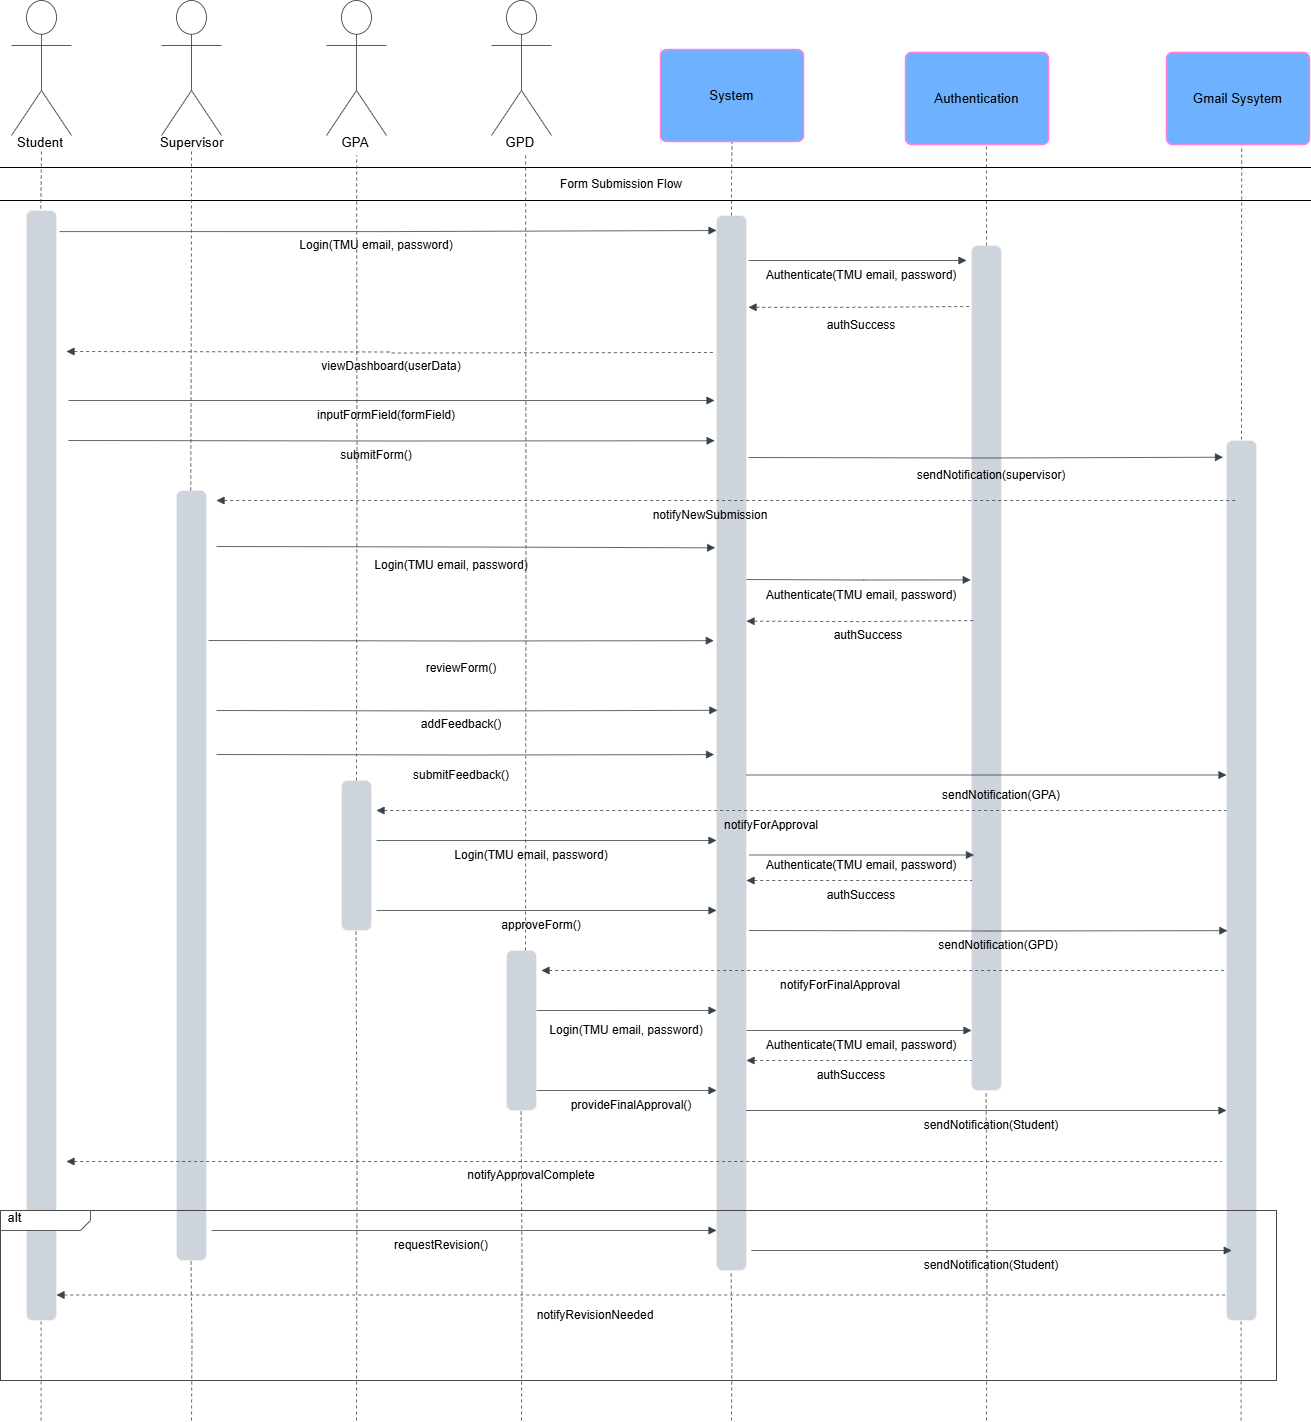 Student
Supervisor
GPA
GPD
System
Authentication
Gmail Sysytem
Form Submission Flow
Login(TMU email, password)
Authenticate(TMU email, password)
authSuccess
viewDashboard(userData)
inputFormField(formField)
submitForm()
sendNotification(supervisor)
notifyNewSubmission
Login(TMU email, password)
Authenticate(TMU email, password)
authSuccess
reviewForm()
addFeedback()
submitFeedback()
sendNotification(GPA)
notifyForApproval
Login(TMU email, password)
Authenticate(TMU email, password)
authSuccess
approveForm()
sendNotification(GPD)
notifyForFinalApproval
Login(TMU email, password)
Authenticate(TMU email, password)
authSuccess
provideFinalApproval()
sendNotification(Student)
notifyApprovalComplete
alt
requestRevision()
sendNotification(Student)
notifyRevisionNeeded